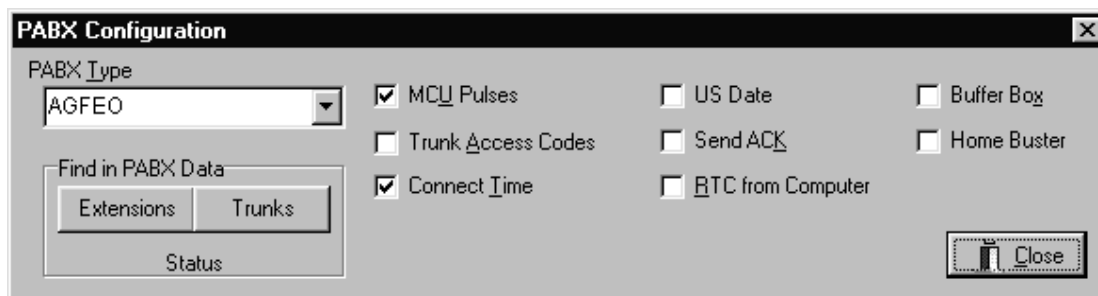 PABX Configuration
PABX Type
AGFEO
MCU Pulses
US Date
Buffer Box
Trunk Access Codes
Send ACK
Home Buster
Find in PABX Data
Connect Time
RTC from Computer
Extensions
Trunks
Status
Close